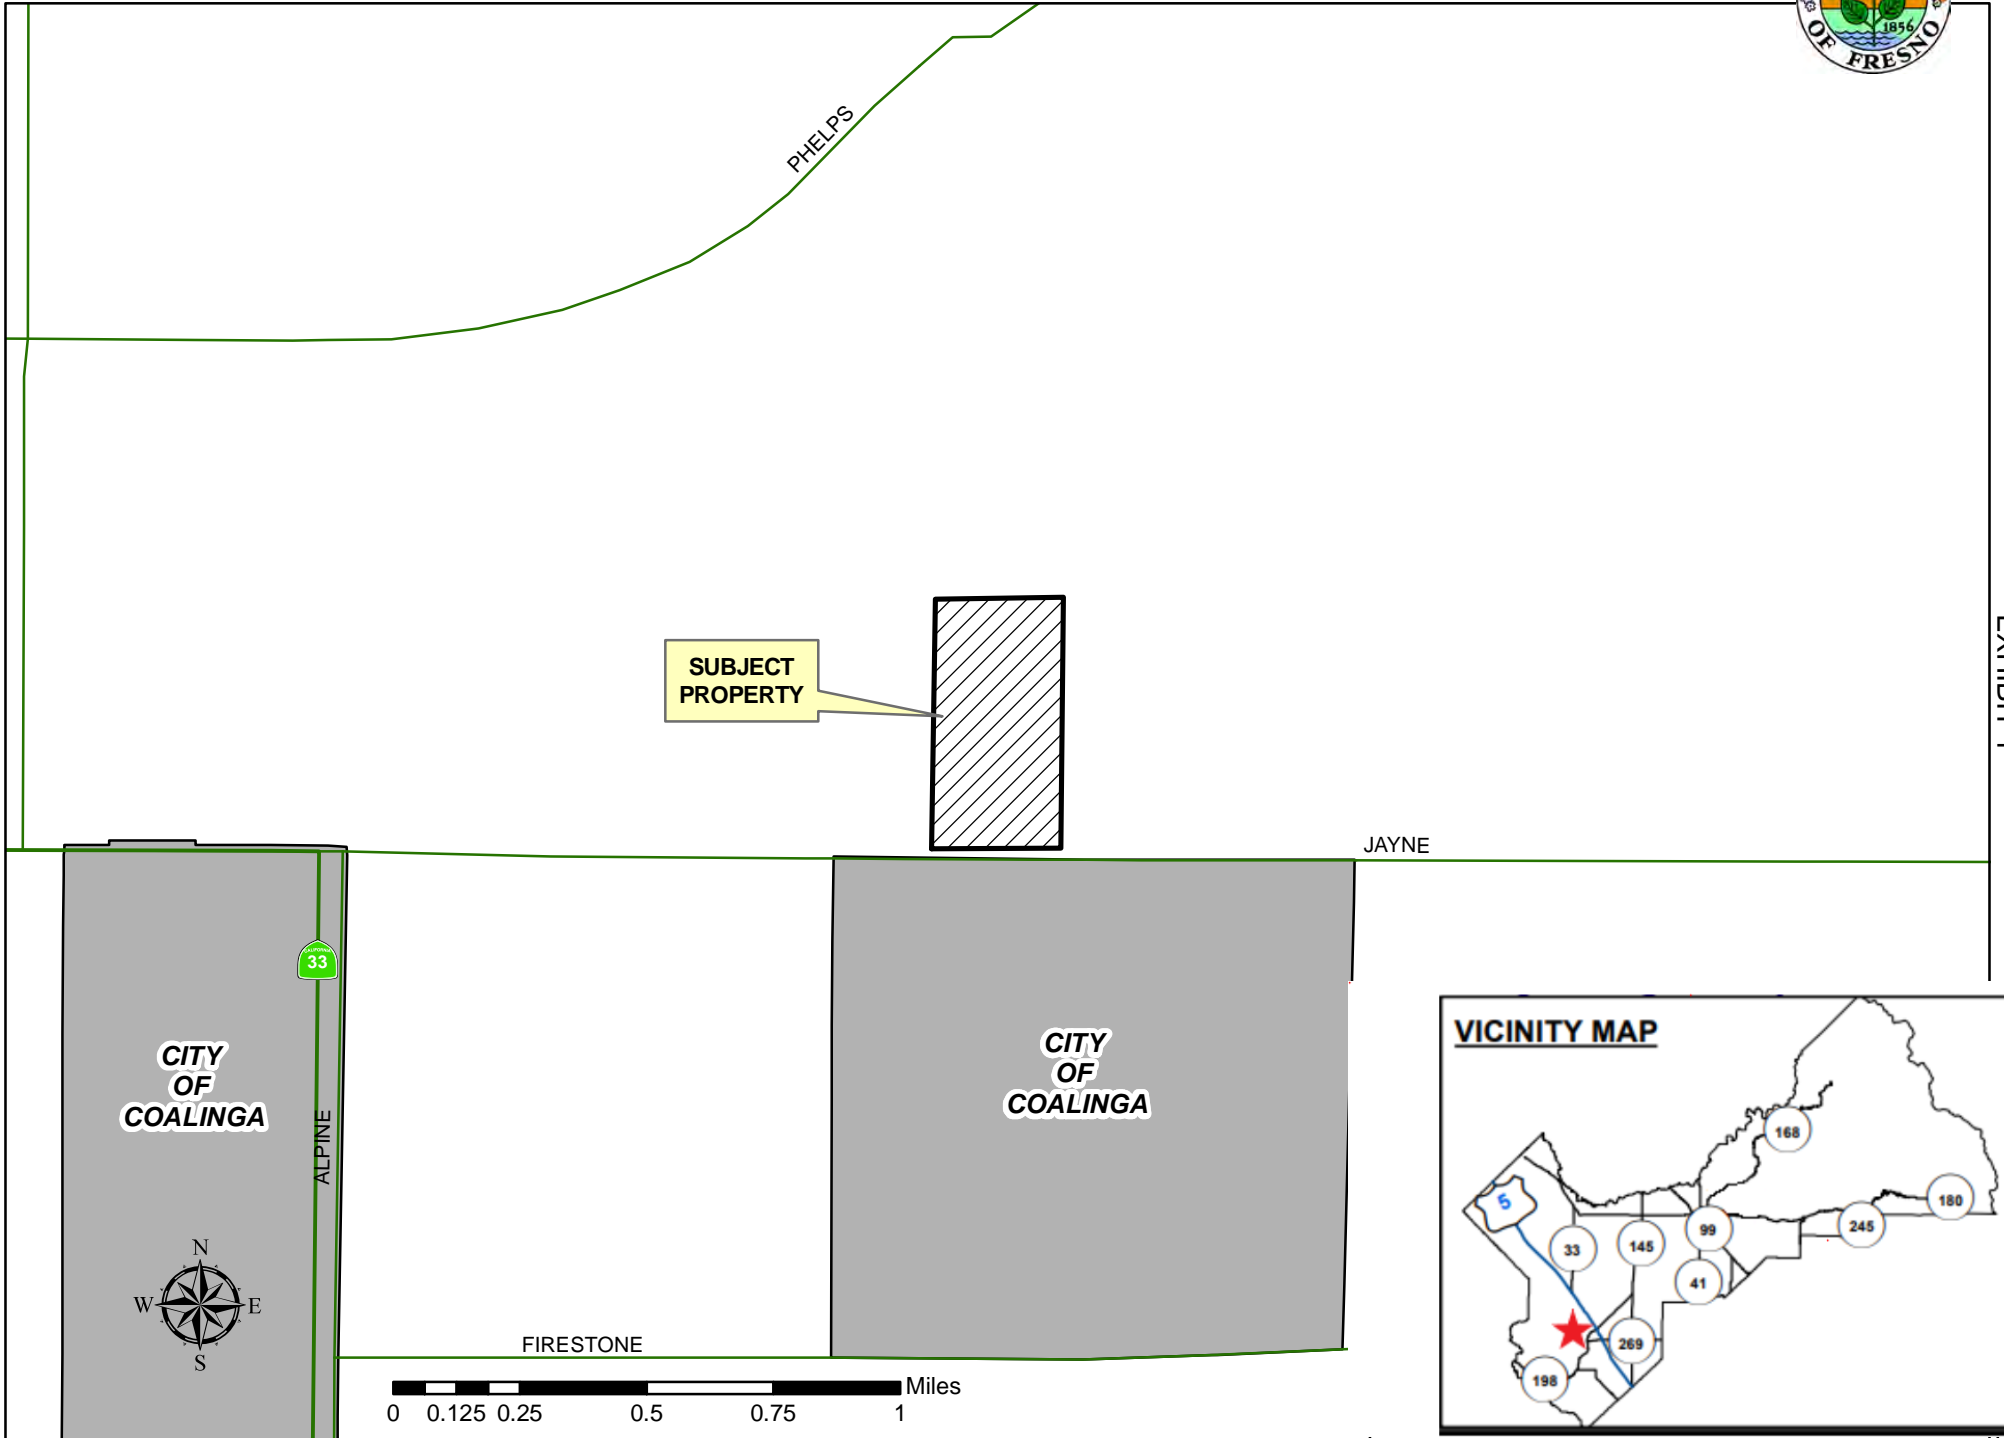 1856
OF FRESNO
PHELPS
SUBJECT
PROPERTY
JAYNE
CALIFORNIA
33
CITY
OF
COALINGA
ALPINE
CITY
OF
COALINGA
N
W E
S
FIRESTONE
Miles
0 0.125 0.25 0.5 0.75 1
VICINITY MAP
168
5
180
245
99
33
145
41
269
198